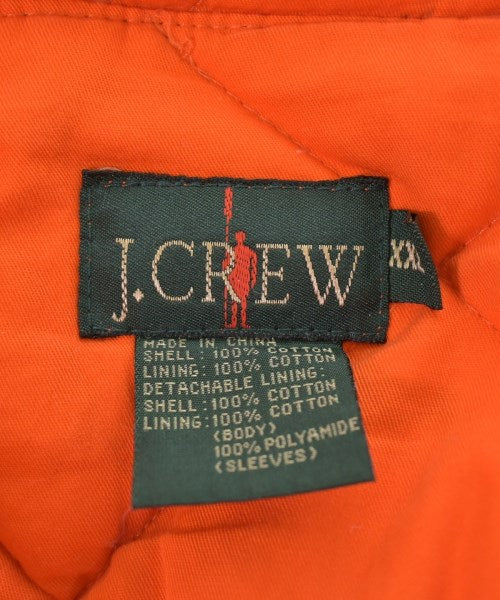 J.CREW
XXL
MADE IN CHINA
SHELL: 100% COTTON
LINING: 100% COTTON
DETACHABLE LINING:
SHELL: 100% COTTON
LINING: 100% COTTON
(BODY)
100% POLYAMIDE
(SLEEVES)